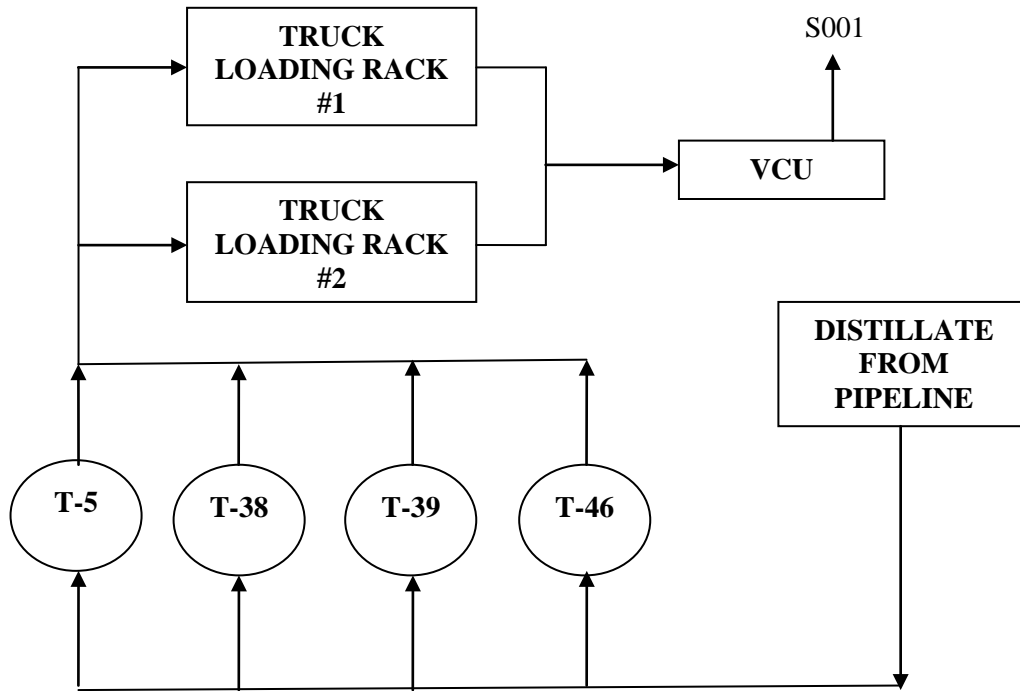 S001
TRUCK
LOADING RACK
#1
VCU
TRUCK
LOADING RACK
#2
DISTILLATE
FROM
PIPELINE
T-5
T-38
T-39
T-46